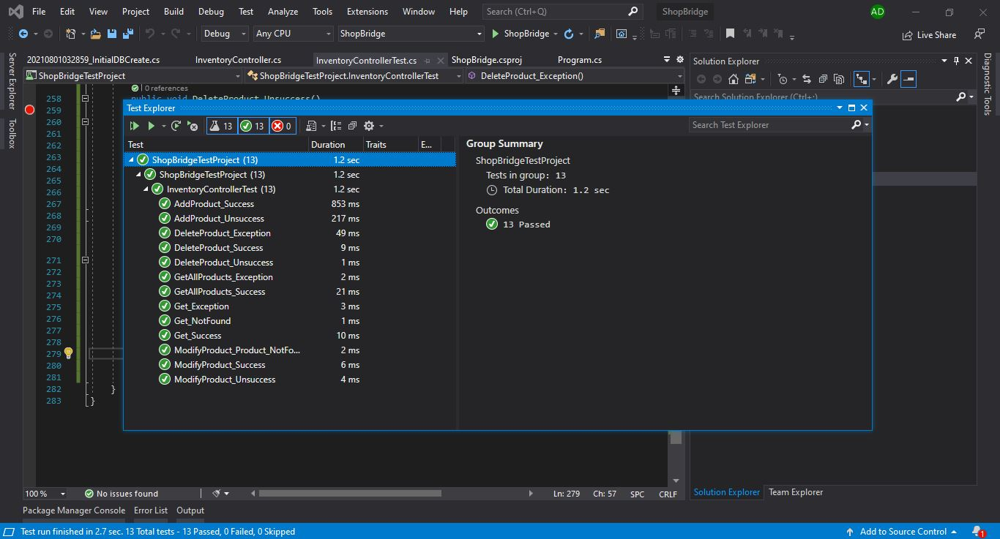 File Edit View Project Build Debug Test Analyze Tools Extensions Window Help Search (Ctrl+Q) ShopBridge AD
Debug Any CPU ShopBridge ShopBridge Live Share
20210801032859_InitialDBCreate.cs InventoryController.cs InventoryControllerTest.cs ShopBridge.csproj Program.cs
ShopBridgeTestProject ShopBridgeTestProject.InventoryControllerTest DeleteProduct_Exception()
Server Explorer
Toolbox
Solution Explorer
Search Solution Explorer (Ctrl+;)
Diagnostic Tools
0 references
258 public void DeleteProduct_Unsuccess()
259
260
261
262
263
264
265
266
267
268
269
270
271
272
273
274
275
276
277
278
279
280
281
282 }
283 }
Test Explorer
13 13 0
Search Test Explorer
Test Duration Traits E...
ShopBridgeTestProject (13) 1.2 sec
ShopBridgeTestProject (13) 1.2 sec
InventoryControllerTest (13) 1.2 sec
AddProduct_Success 853 ms
AddProduct_Unsuccess 217 ms
DeleteProduct_Exception 49 ms
DeleteProduct_Success 9 ms
DeleteProduct_Unsuccess 1 ms
GetAllProducts_Exception 2 ms
GetAllProducts_Success 21 ms
Get_Exception 3 ms
Get_NotFound 1 ms
Get_Success 10 ms
ModifyProduct_Product_NotFo... 2 ms
ModifyProduct_Success 6 ms
ModifyProduct_Unsuccess 4 ms
Group Summary
ShopBridgeTestProject
Tests in group: 13
Total Duration: 1.2 sec
Outcomes
13 Passed
100 % No issues found Ln: 279 Ch: 57 SPC CRLF
Solution Explorer Team Explorer
Package Manager Console Error List Output
Test run finished in 2.7 sec. 13 Total tests - 13 Passed, 0 Failed, 0 Skipped Add to Source Control 1